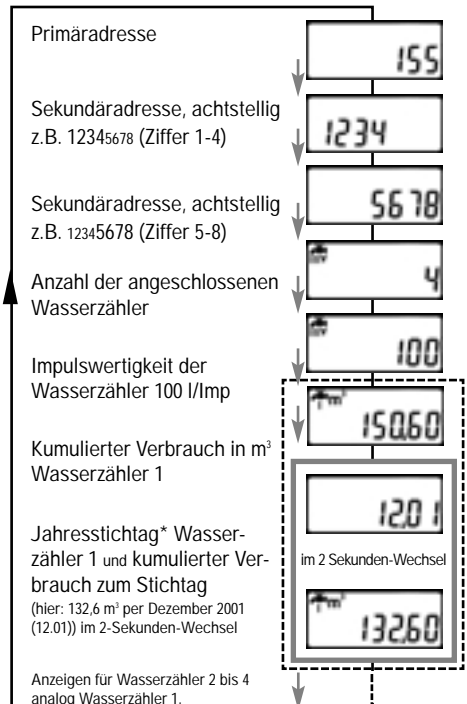 Primäradresse
155
Sekundäradresse, achtstellig
z.B. 12345678 (Ziffer 1-4)
1234
Sekundäradresse, achtstellig
z.B. 12345678 (Ziffer 5-8)
5678
Anzahl der angeschlossenen
Wasserzähler
4
Impulswertigkeit der
Wasserzähler 100 l/Imp
100
Kumulierter Verbrauch in m³
Wasserzähler 1
m³
150,60
Jahresstichtag* Wasser-
zähler 1 und kumulierter Ver-
brauch zum Stichtag
(hier: 132,6 m³ per Dezember 2001
(12.01)) im 2-Sekunden-Wechsel
12,01
im 2 Sekunden-Wechsel
m³
132,60
Anzeigen für Wasserzähler 2 bis 4
analog Wasserzähler 1.